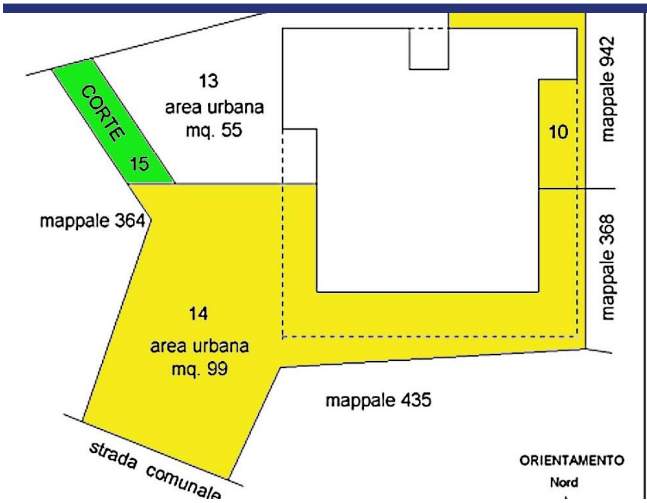 13
area urbana
mq. 55
CORTE
15
10
mappale 942
mappale 364
mappale 368
14
area urbana
mq. 99
mappale 435
strada comunale
ORIENTAMENTO
Nord